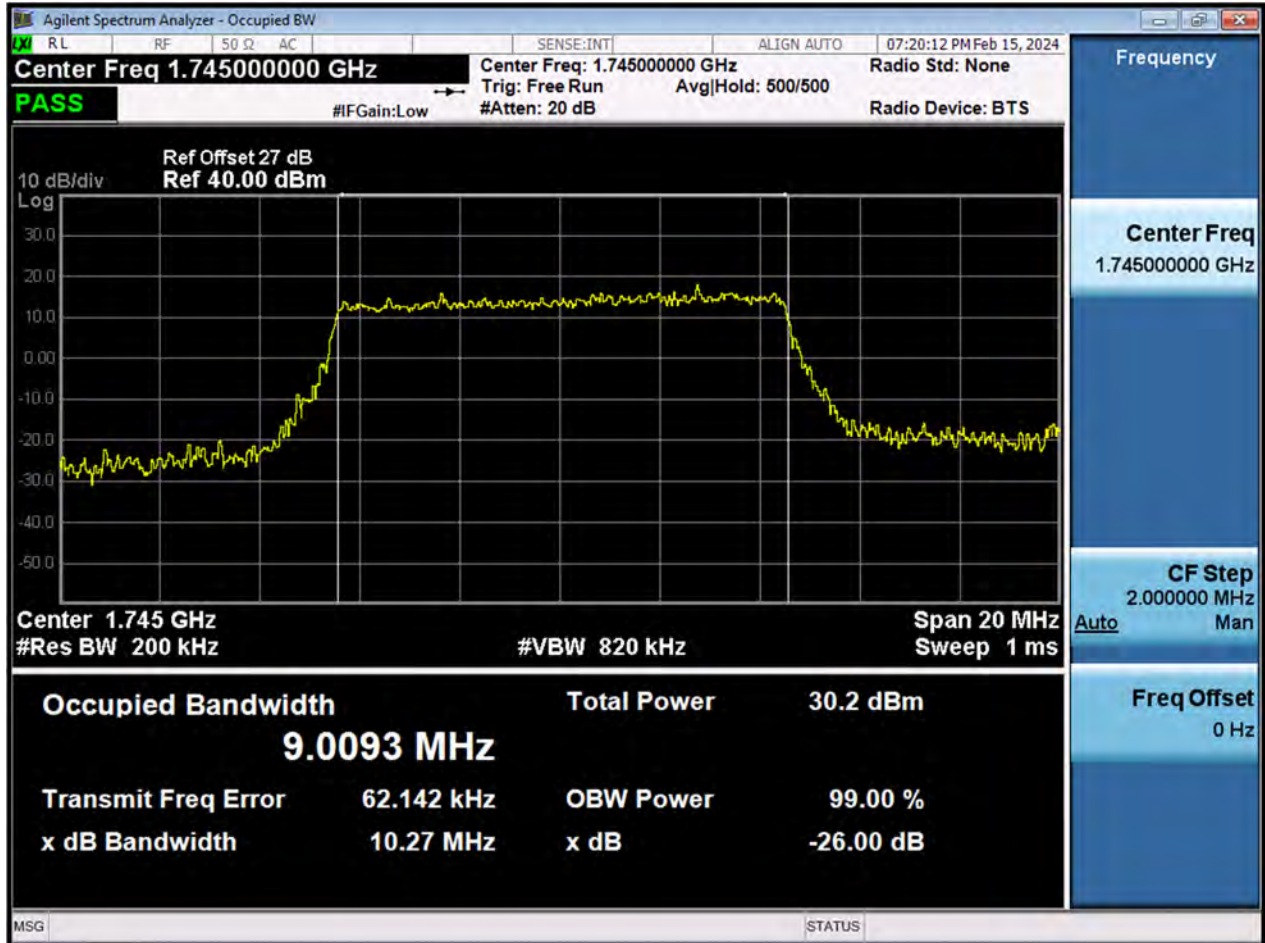 Agilent Spectrum Analyzer - Occupied BW
LXI RL RF 50 Ω AC SENSE:INT ALIGN AUTO 07:20:12 PM Feb 15, 2024
Center Freq 1.745000000 GHz
Center Freq: 1.745000000 GHz
Radio Std: None
Trig: Free Run Avg|Hold: 500/500
PASS
#IFGain:Low
#Atten: 20 dB
Radio Device: BTS
Ref Offset 27 dB
10 dB/div Ref 40.00 dBm
Log
30.0
20.0
10.0
0.00
-10.0
-20.0
-30.0
-40.0
-50.0
Center 1.745 GHz Span 20 MHz
#Res BW 200 kHz #VBW 820 kHz Sweep 1 ms
Occupied Bandwidth Total Power 30.2 dBm
9.0093 MHz
Transmit Freq Error 62.142 kHz OBW Power 99.00 %
x dB Bandwidth 10.27 MHz x dB -26.00 dB
MSG STATUS
Frequency
Center Freq
1.745000000 GHz
CF Step
2.000000 MHz
Auto Man
Freq Offset
0 Hz